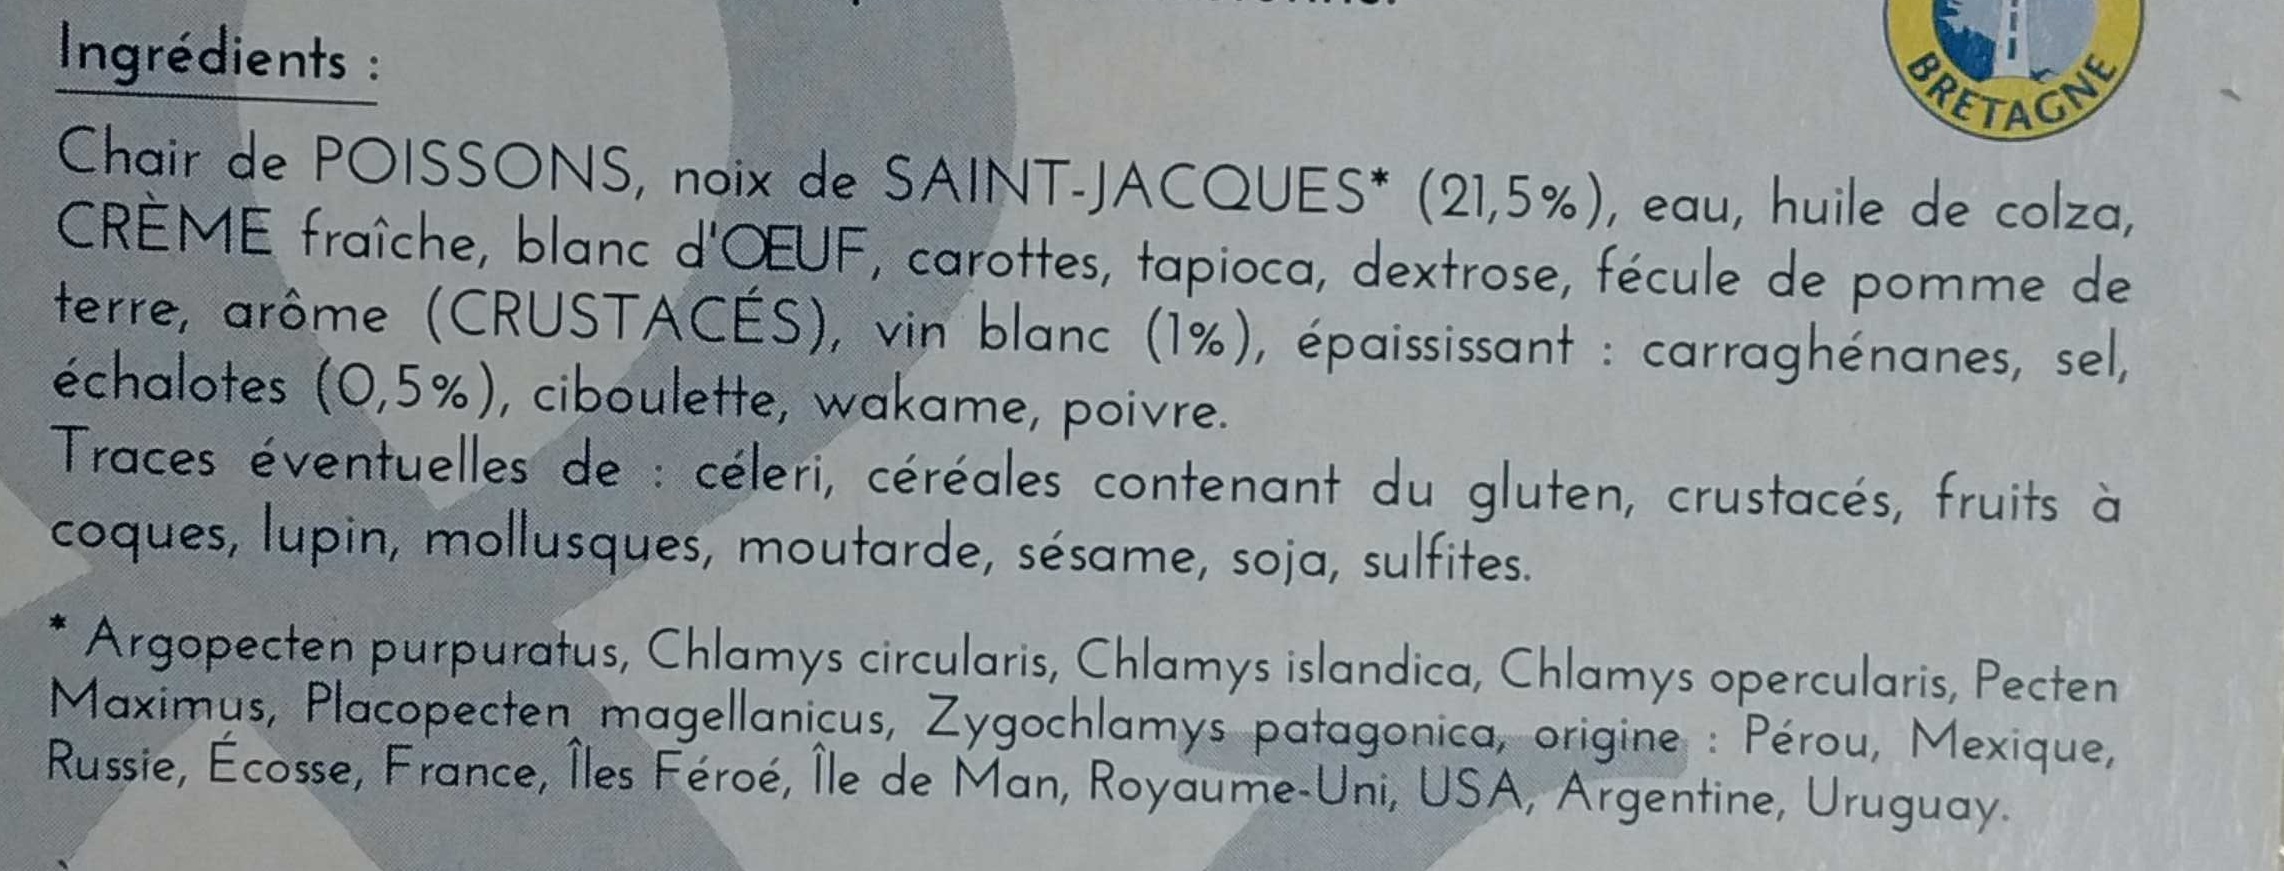 BRETAGNE
Ingrédients :
Chair de POISSONS, noix de SAINT-JACQUES* (21,5%), eau, huile de colza,
CRÈME fraîche, blanc d'ŒUF, carottes, tapioca, dextrose, fécule de pomme de
terre, arôme (CRUSTACÉS), vin blanc (1%), épaississant : carraghénanes, sel,
échalotes (0,5%), ciboulette, wakame, poivre.
Traces éventuelles de : céleri, céréales contenant du gluten, crustacés, fruits à
coques, lupin, mollusques, moutarde, sésame, soja, sulfites.
* Argopecten purpuratus, Chlamys circularis, Chlamys islandica, Chlamys opercularis, Pecten
Maximus, Placopecten magellanicus, Zygochlamys patagonica, origine : Pérou, Mexique,
Russie, Écosse, France, Îles Féroé, Île de Man, Royaume-Uni, USA, Argentine, Uruguay.